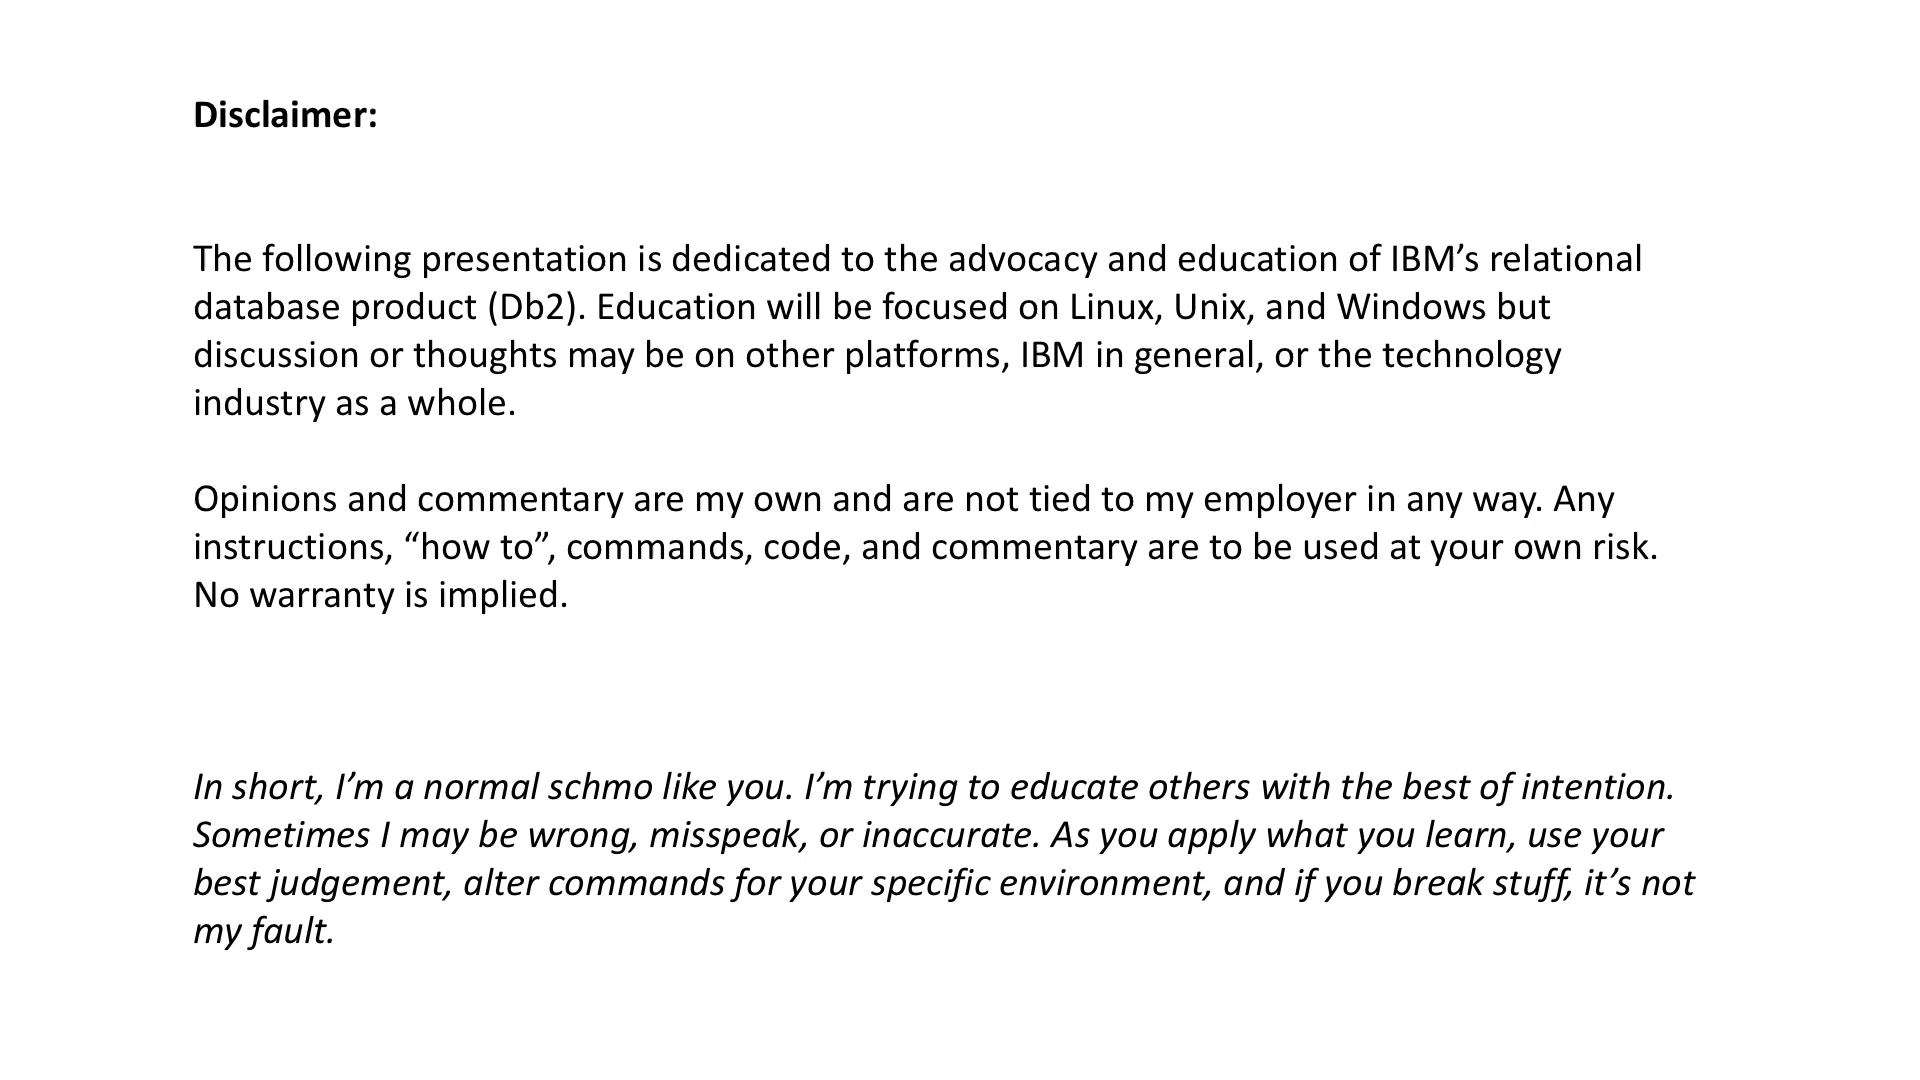 Disclaimer:
The following presentation is dedicated to the advocacy and education of IBM’s relational
database product (Db2). Education will be focused on Linux, Unix, and Windows but
discussion or thoughts may be on other platforms, IBM in general, or the technology
industry as a whole.
Opinions and commentary are my own and are not tied to my employer in any way. Any
instructions, “how to”, commands, code, and commentary are to be used at your own risk.
No warranty is implied.
In short, I’m a normal schmo like you. I’m trying to educate others with the best of intention.
Sometimes I may be wrong, misspeak, or inaccurate. As you apply what you learn, use your
best judgement, alter commands for your specific environment, and if you break stuff, it’s not
my fault.